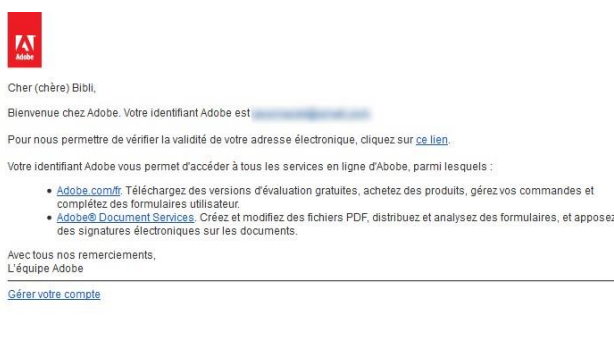 Adobe
Cher (chère) Bibli,
Bienvenue chez Adobe. Votre identifiant Adobe est
Pour nous permettre de vérifier la validité de votre adresse électronique, cliquez sur ce lien.
Votre identifiant Adobe vous permet d'accéder à tous les services en ligne d'Abobe, parmi lesquels :
• Adobe.com/fr. Téléchargez des versions d'évaluation gratuites, achetez des produits, gérez vos commandes et
complétez des formulaires utilisateur.
• Adobe® Document Services. Créez et modifiez des fichiers PDF, distribuez et analysez des formulaires, et apposez
des signatures électroniques sur les documents.
Avec tous nos remerciements,
L'équipe Adobe
Gérer votre compte